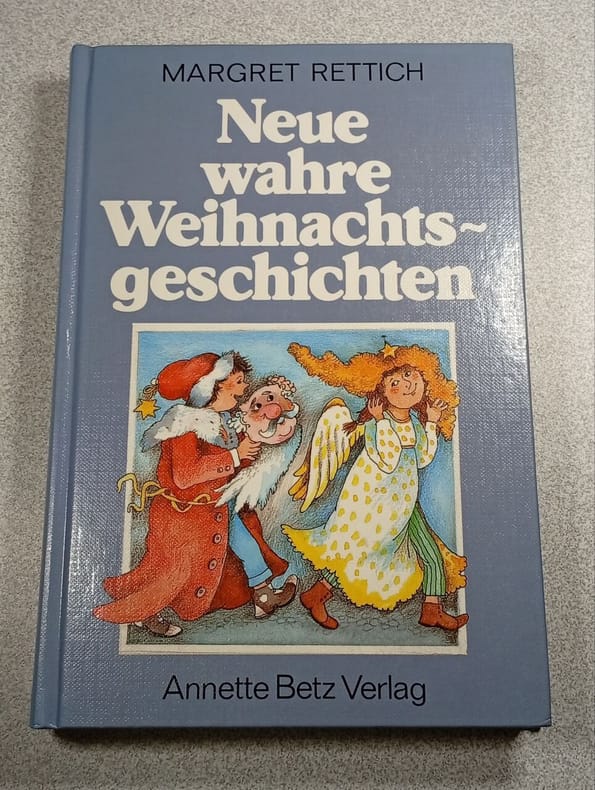 MARGRET RETTICH
Neue
wahre
Weihnachts~
geschichten
Annette Betz Verlag